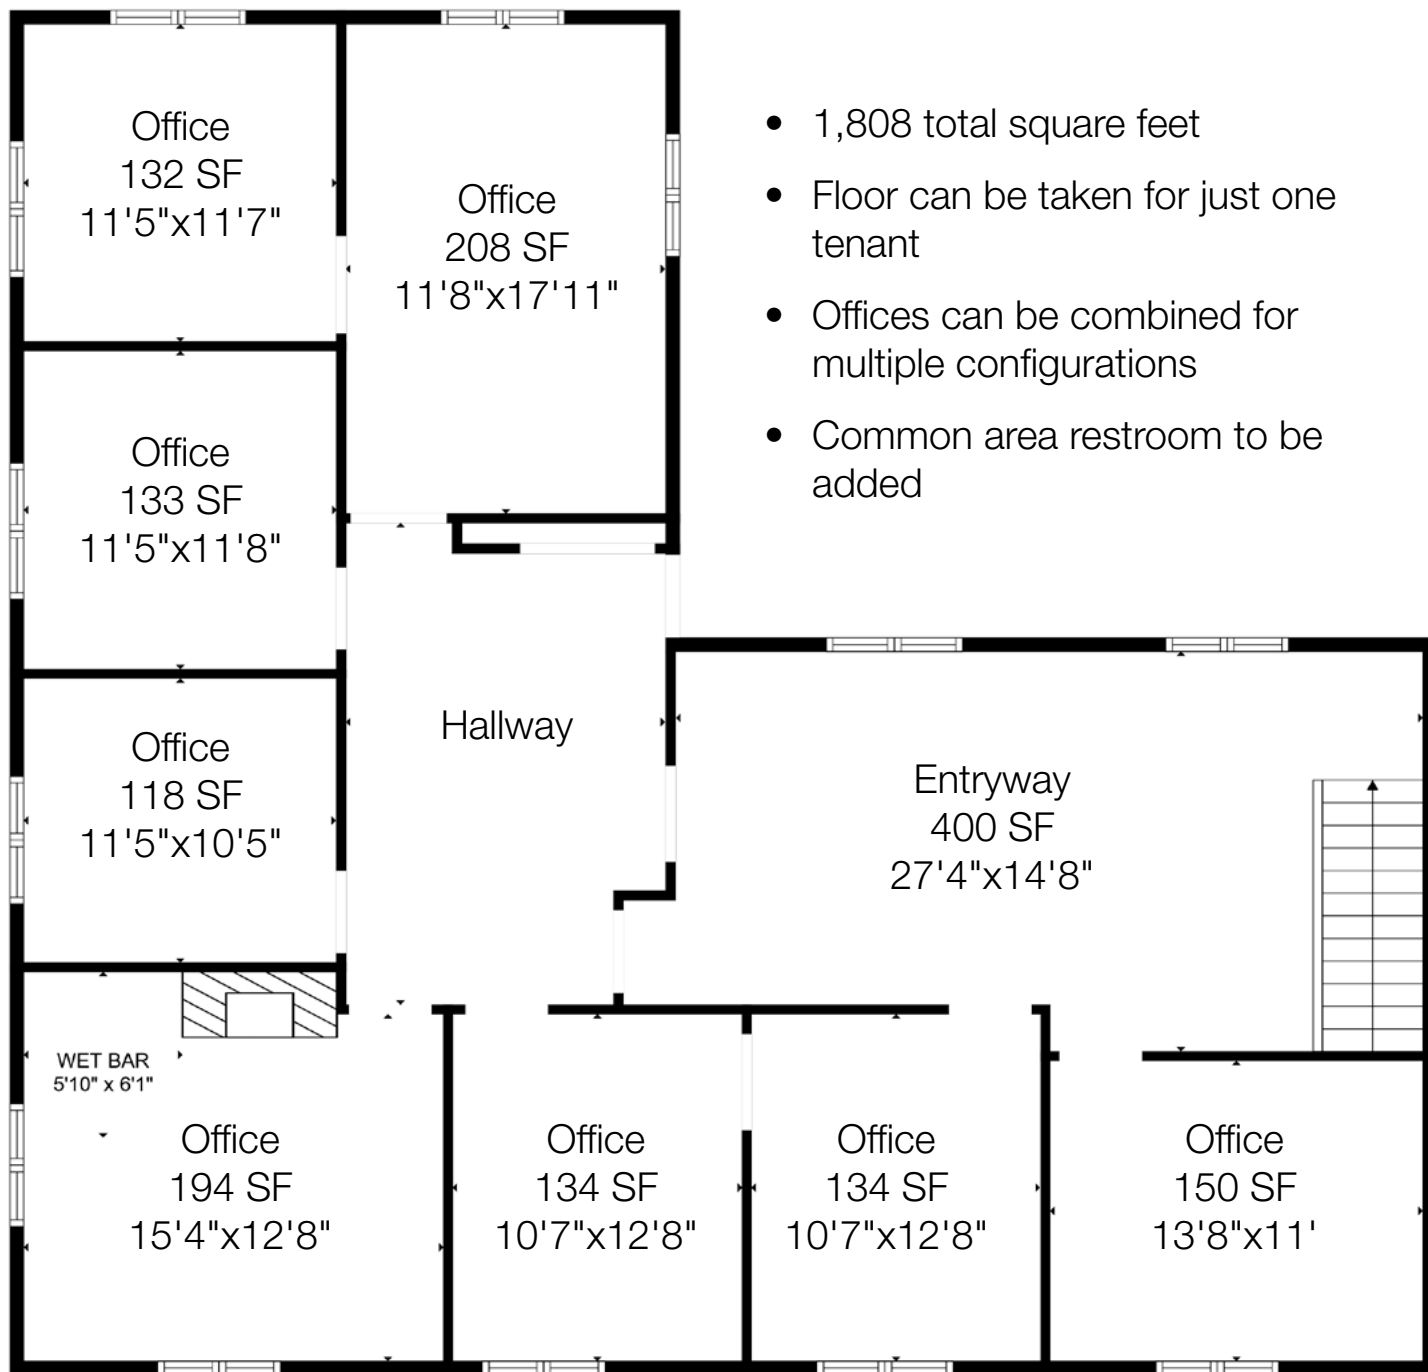 Office
132 SF
11'5"x11'7"
Office
208 SF
11'8"x17'11"
• 1,808 total square feet
• Floor can be taken for just one
tenant
• Offices can be combined for
multiple configurations
• Common area restroom to be
added
Office
133 SF
11'5"x11'8"
Office
118 SF
11'5"x10'5"
Hallway
Entryway
400 SF
27'4"x14'8"
WET BAR
5'10" x 6'1"
Office
194 SF
15'4"x12'8"
Office
134 SF
10'7"x12'8"
Office
134 SF
10'7"x12'8"
Office
150 SF
13'8"x11'